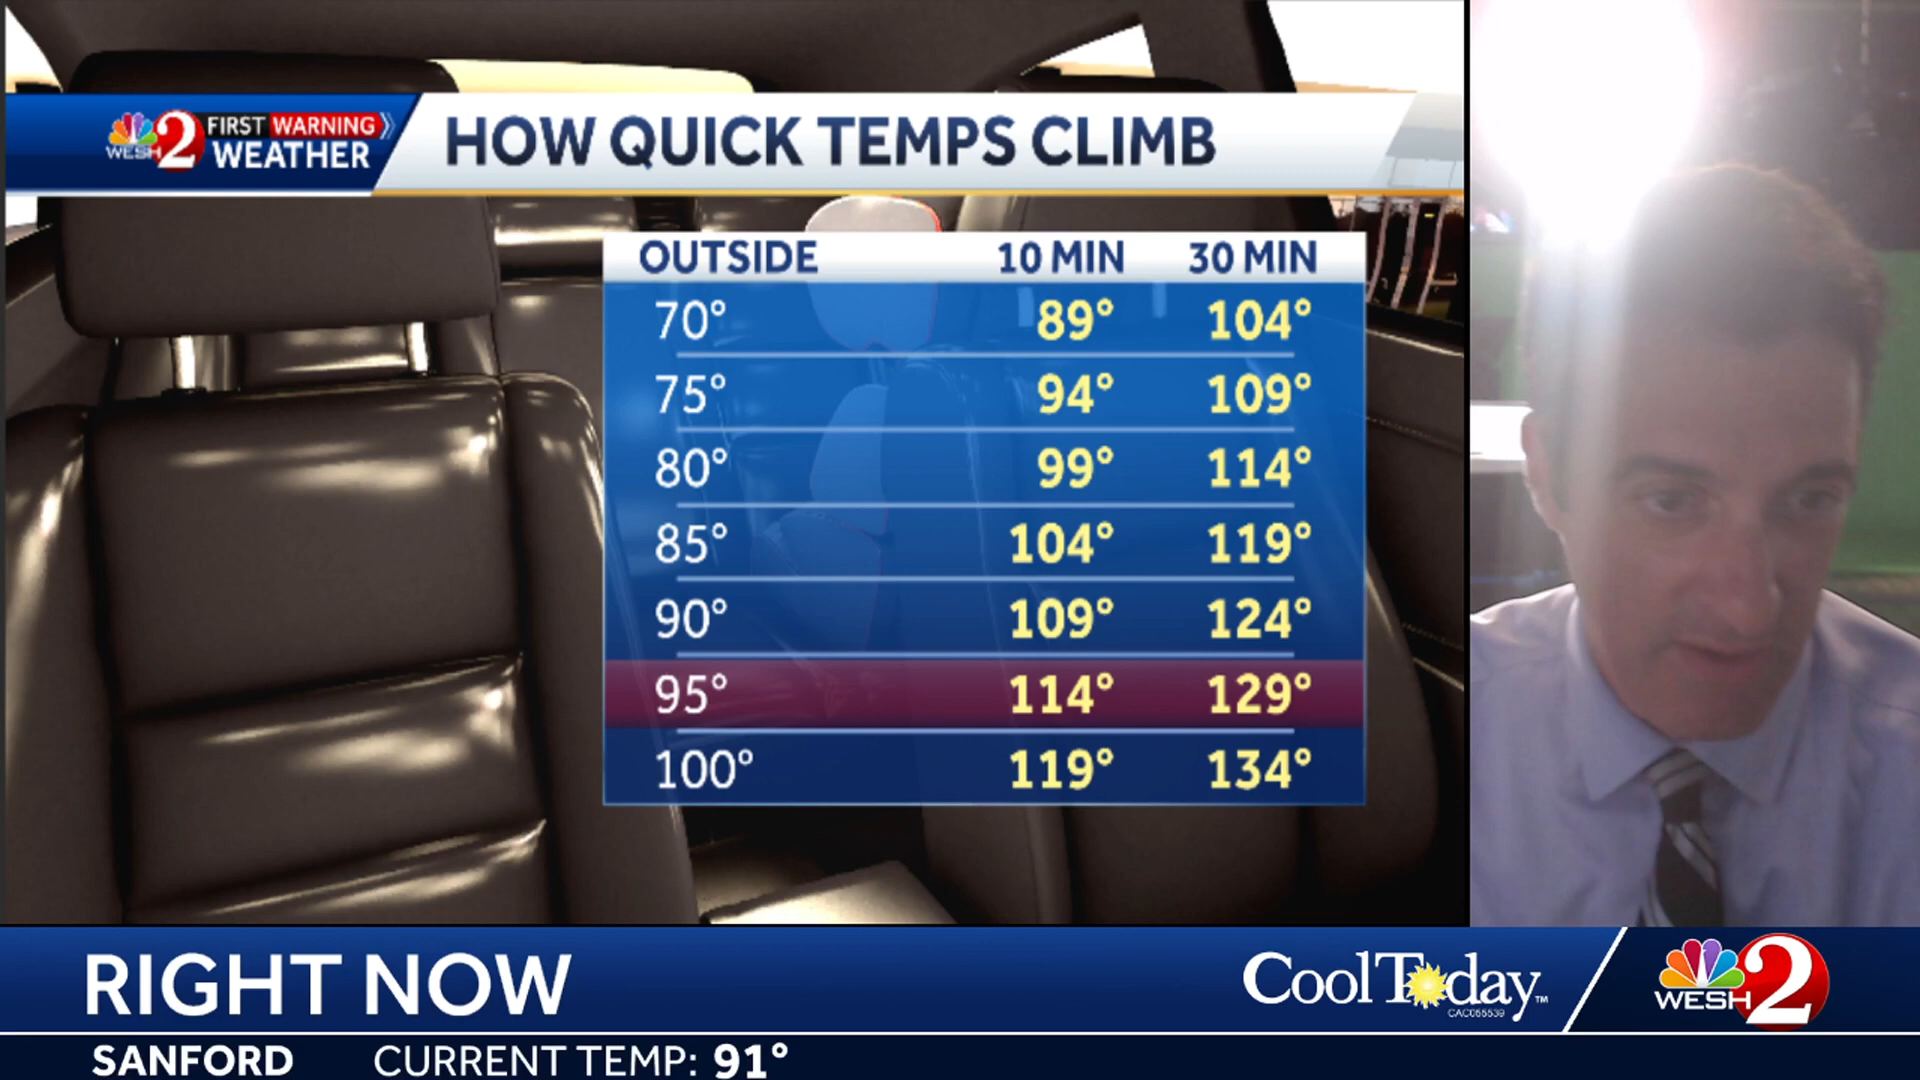 WESH 2 FIRST WARNING WEATHER
HOW QUICK TEMPS CLIMB
OUTSIDE 10 MIN 30 MIN
70° 89° 104°
75° 94° 109°
80° 99° 114°
85° 104° 119°
90° 109° 124°
95° 114° 129°
100° 119° 134°
RIGHT NOW
CoolToday™
CAC055539
WESH 2
SANFORD CURRENT TEMP: 91°